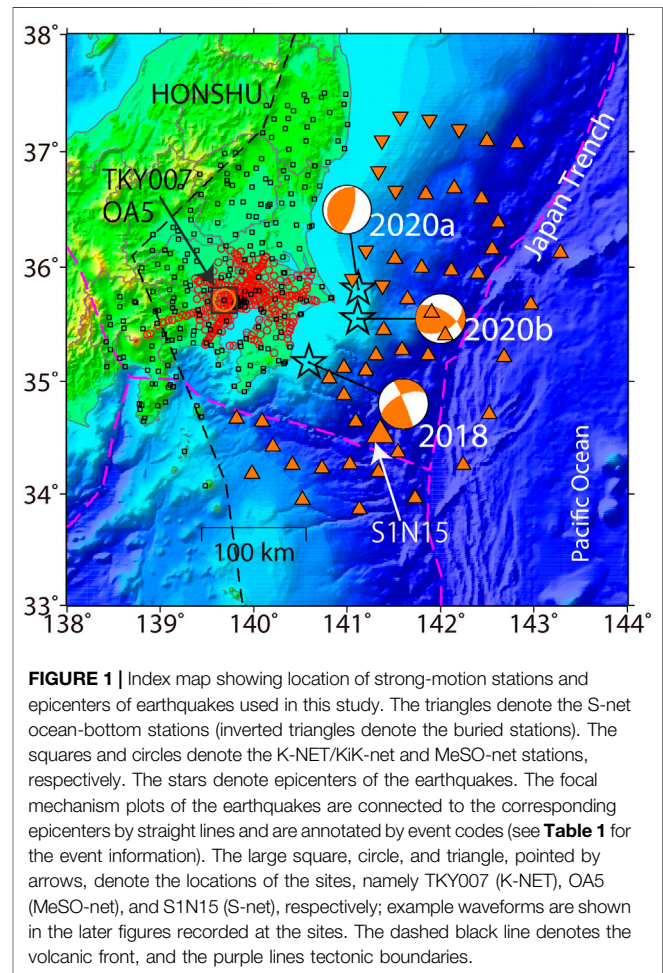 38˚
HONSHU
37˚
TKY007
OA5
2020a
Japan Trench
36˚
2020b
35˚
2018
34˚
S1N15
Pacific Ocean
100 km
33˚
138˚ 139˚ 140˚ 141˚ 142˚ 143˚ 144˚
FIGURE 1 | Index map showing location of strong-motion stations and
epicenters of earthquakes used in this study. The triangles denote the S-net
ocean-bottom stations (inverted triangles denote the buried stations). The
squares and circles denote the K-NET/KiK-net and MeSO-net stations,
respectively. The stars denote epicenters of the earthquakes. The focal
mechanism plots of the earthquakes are connected to the corresponding
epicenters by straight lines and are annotated by event codes (see Table 1 for
the event information). The large square, circle, and triangle, pointed by
arrows, denote the locations of the sites, namely TKY007 (K-NET), OA5
(MeSO-net), and S1N15 (S-net), respectively; example waveforms are shown
in the later figures recorded at the sites. The dashed black line denotes the
volcanic front, and the purple lines tectonic boundaries.